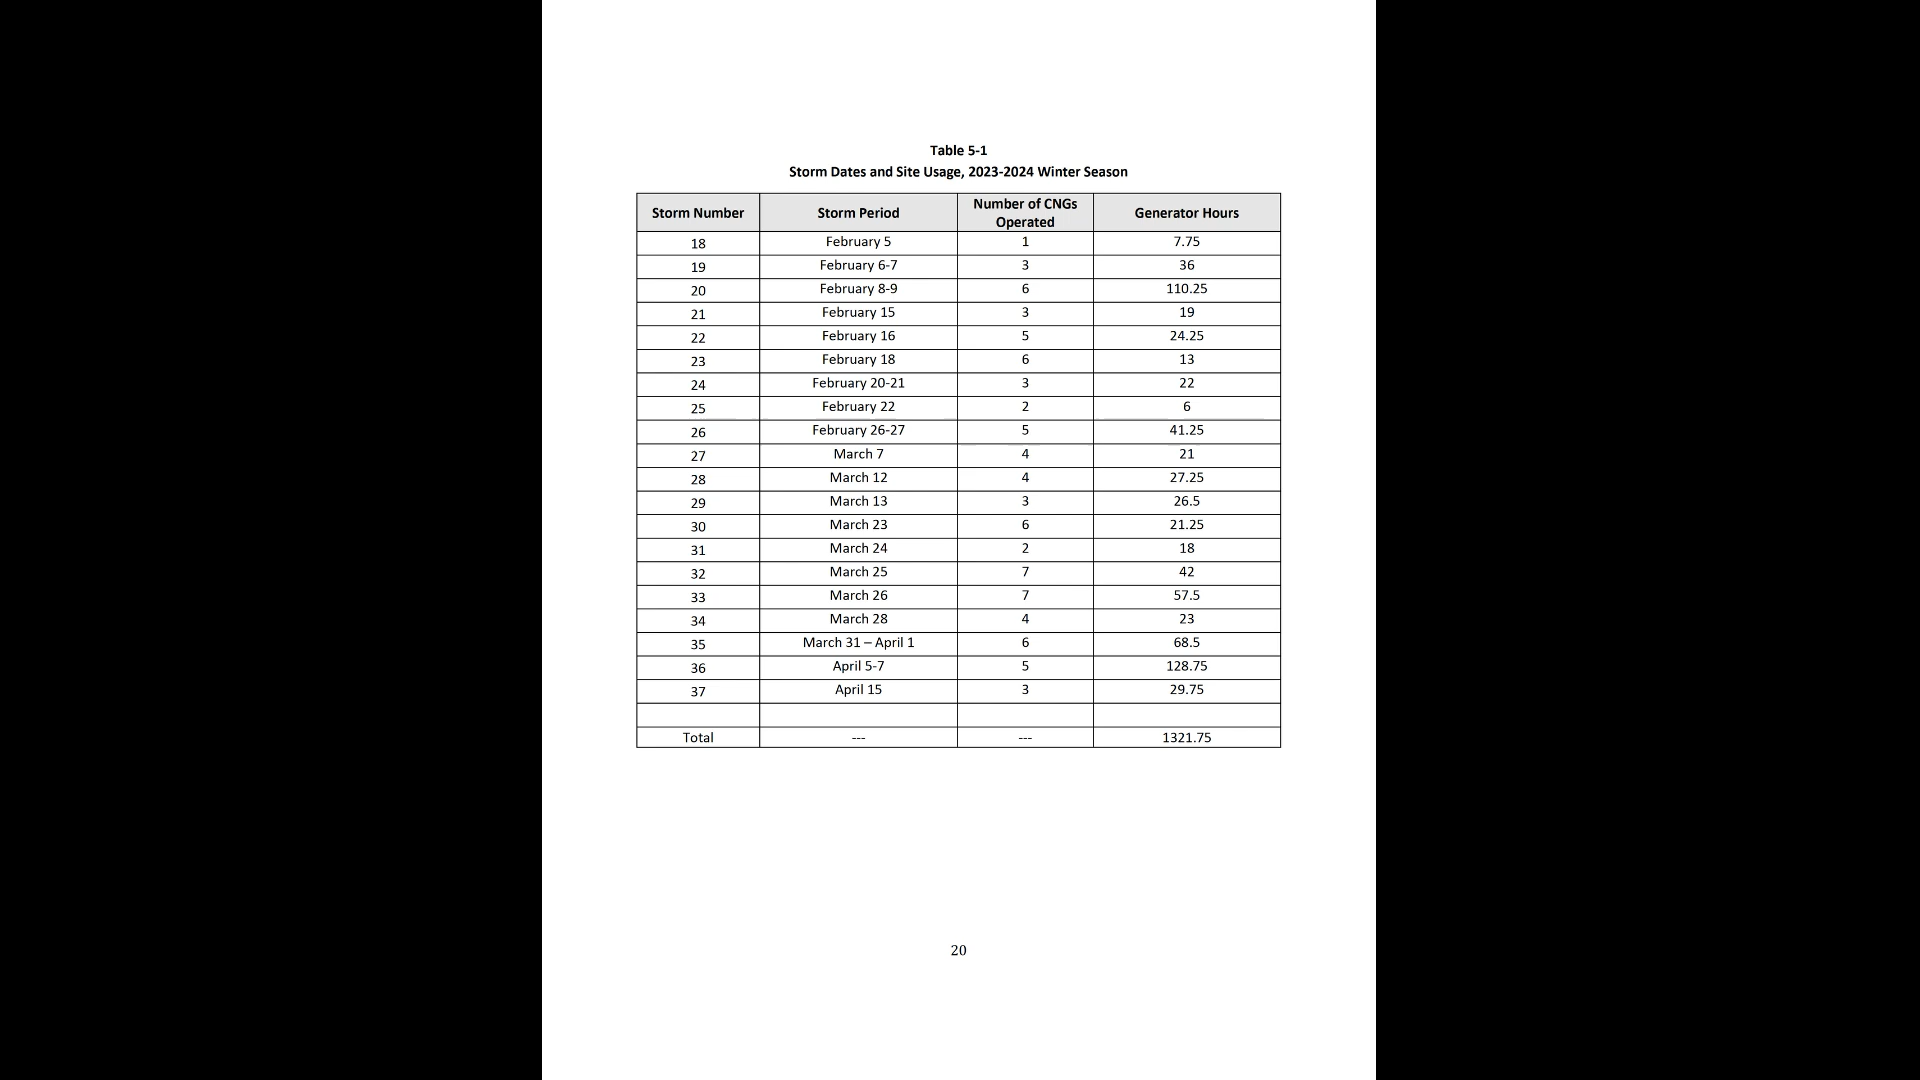 Table 5-1
Storm Dates and Site Usage, 2023-2024 Winter Season
Storm Number Storm Period Number of CNGs Operated Generator Hours
18 February 5 1 7.75
19 February 6-7 3 36
20 February 8-9 6 110.25
21 February 15 3 19
22 February 16 5 24.25
23 February 18 6 13
24 February 20-21 3 22
25 February 22 2 6
26 February 26-27 5 41.25
27 March 7 4 21
28 March 12 4 27.25
29 March 13 3 26.5
30 March 23 6 21.25
31 March 24 2 18
32 March 25 7 42
33 March 26 7 57.5
34 March 28 4 23
35 March 31 – April 1 6 68.5
36 April 5-7 5 128.75
37 April 15 3 29.75
Total --- --- 1321.75
20